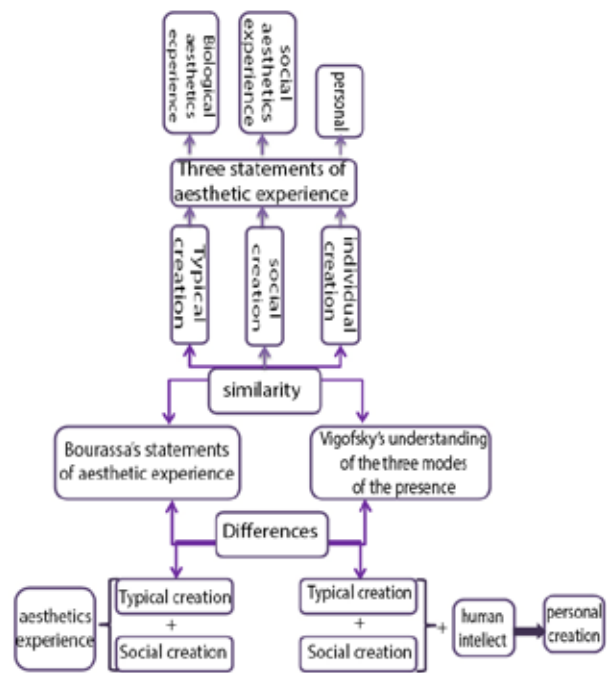 Biological
aesthetics
ecperience
social
aesthetics
experience
personal
Three statements of
aesthetic experience
Typical
creation
social
creation
individual
creation
similarity
Bourassa's statements
of aesthetic experience
Vigofsky's understanding
of the three modes
of the presence
Differences
aesthetics
experience
Typical creation
+
Social creation
Typical creation
+
Social creation
+
human
intellect
personal
creation